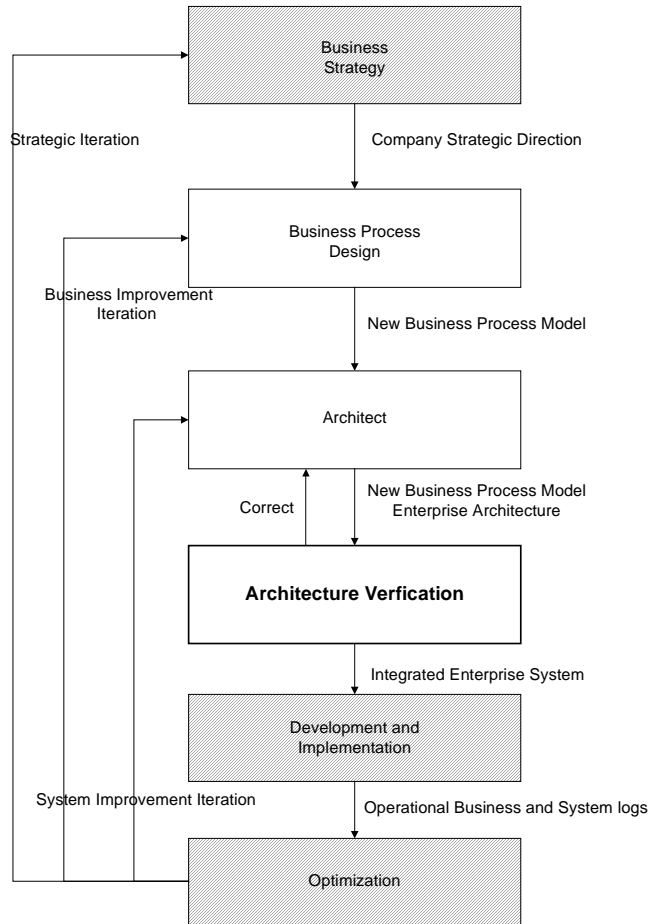 Business
Strategy
Strategic Iteration
Company Strategic Direction
Business Process
Design
Business Improvement
Iteration
New Business Process Model
Architect
Correct
New Business Process Model
Enterprise Architecture
Architecture Verfication
Integrated Enterprise System
Development and
Implementation
System Improvement Iteration
Operational Business and System logs
Optimization